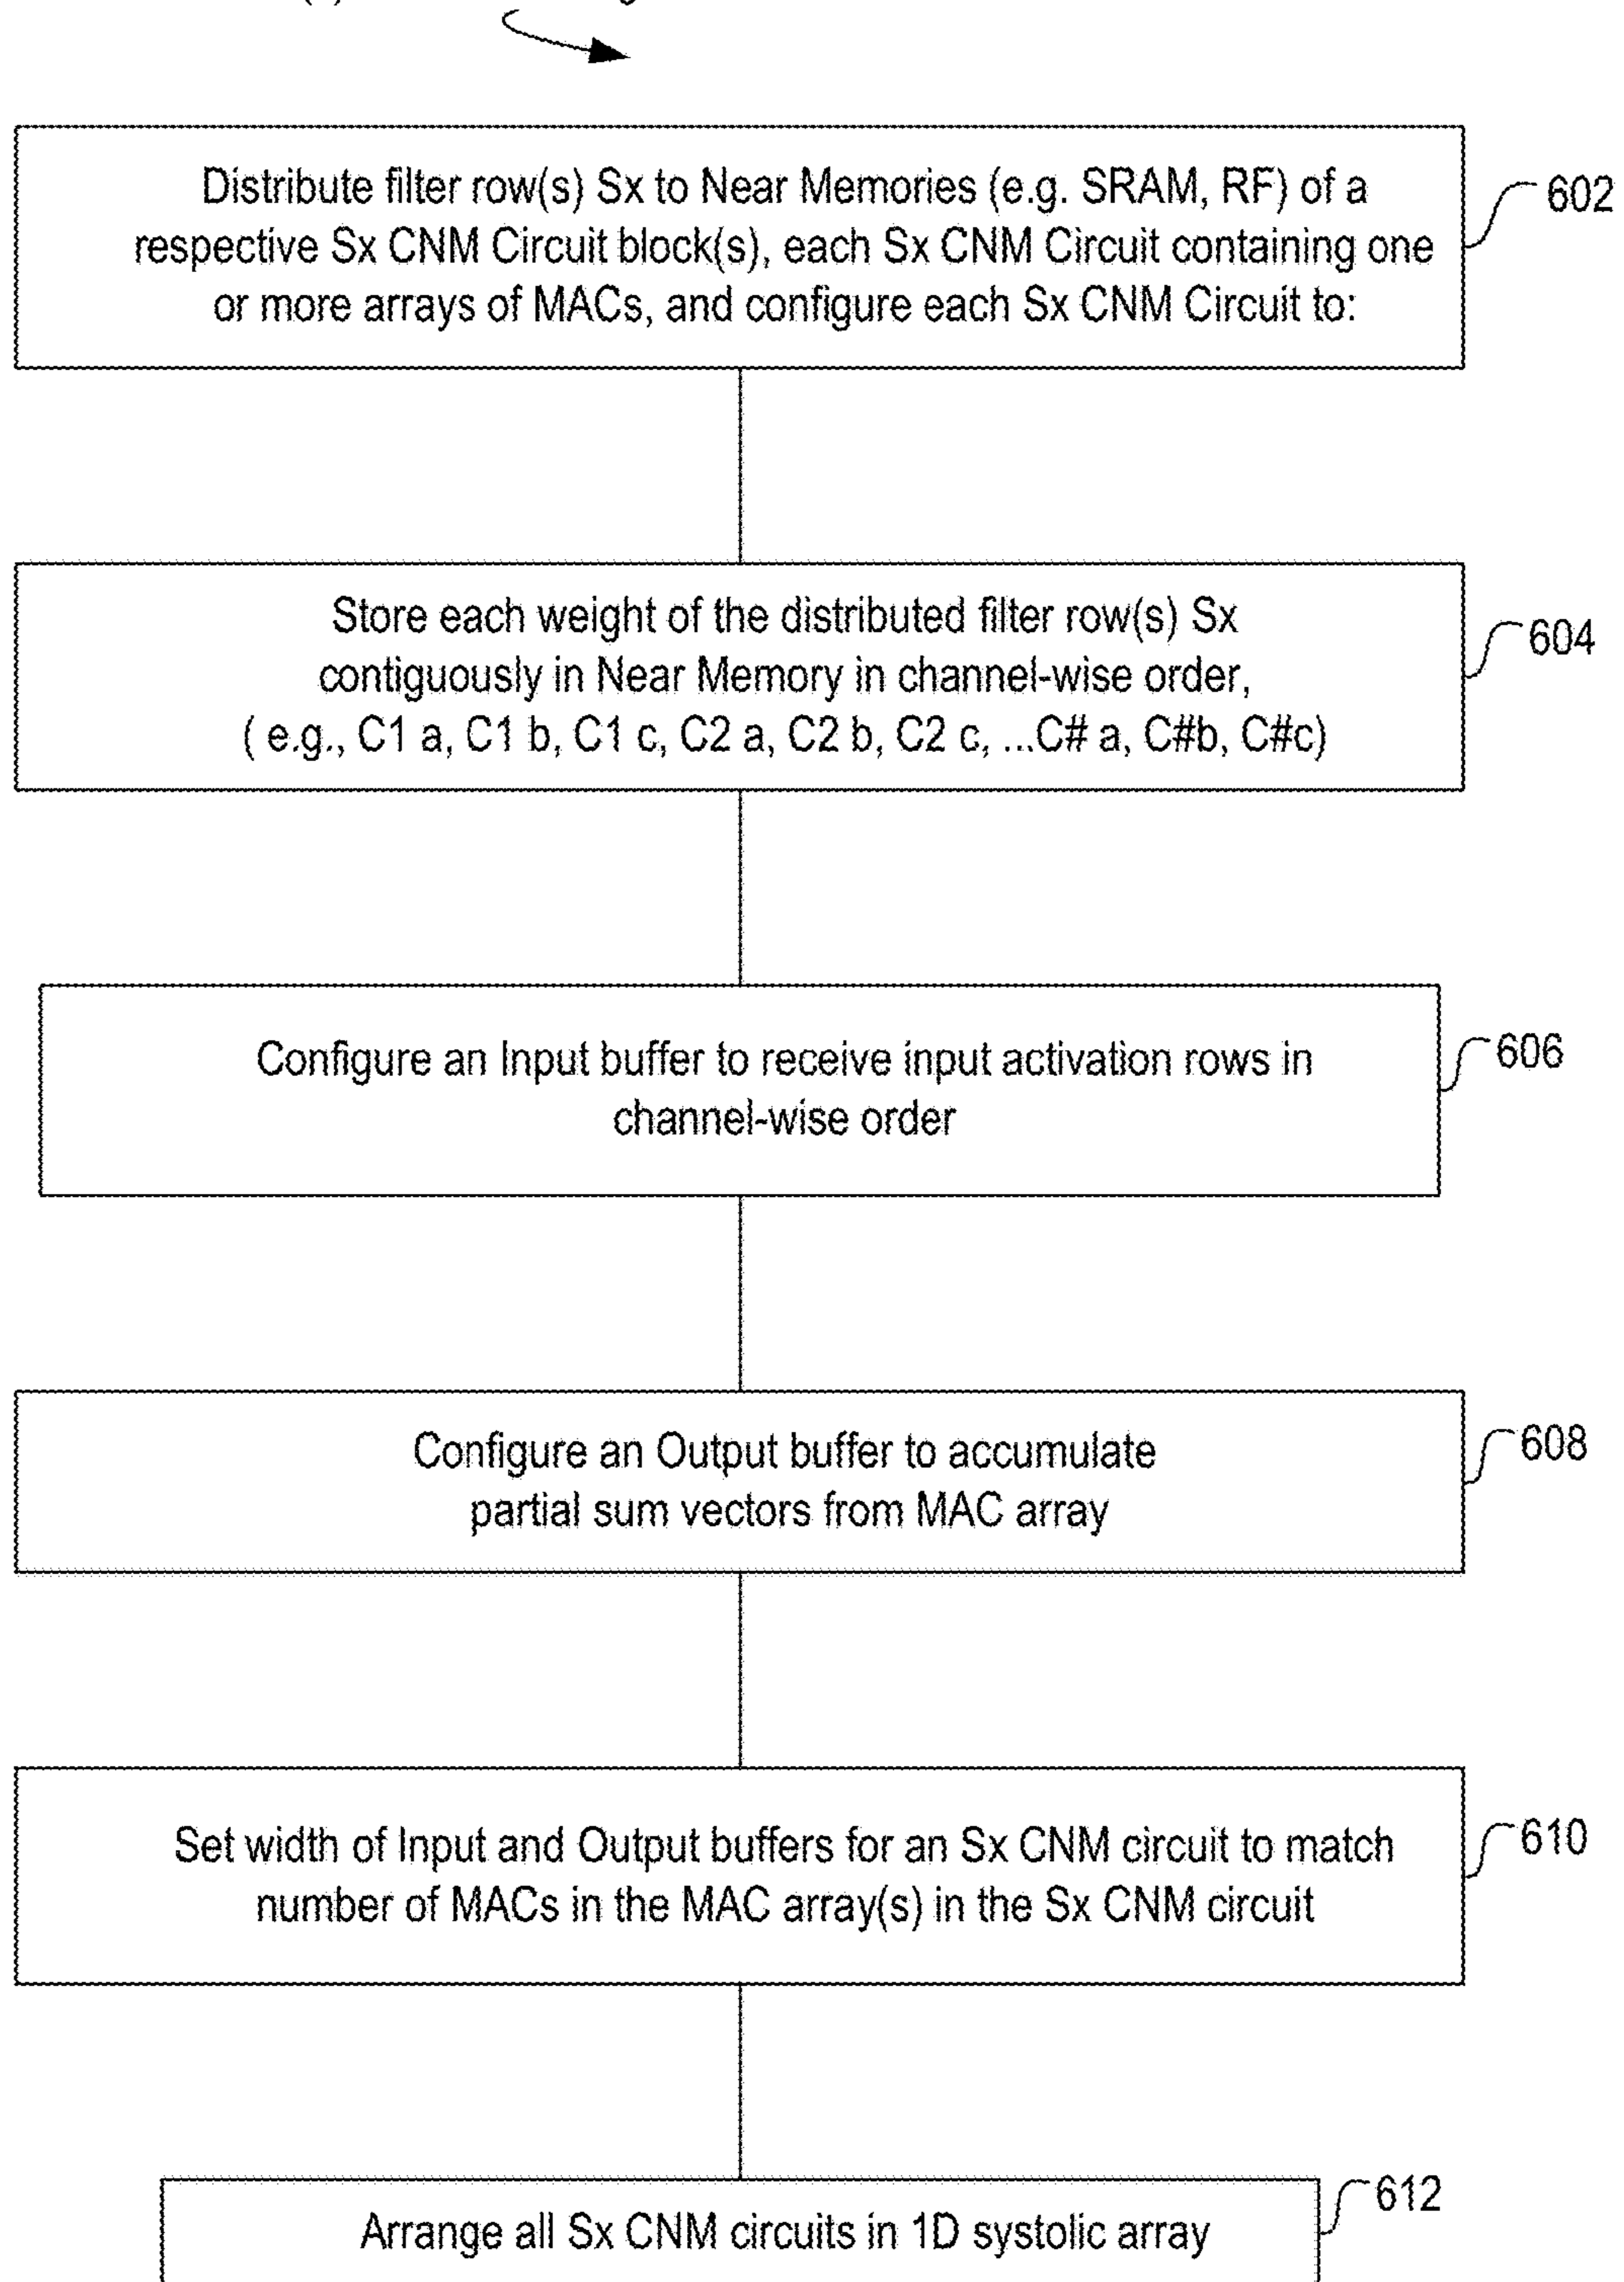 Distribute filter row(s) Sx to Near Memories (e.g. SRAM, RF) of a
respective Sx CNM Circuit block(s), each Sx CNM Circuit containing one
or more arrays of MACs, and configure each Sx CNM Circuit to:
602
Store each weight of the distributed filter row(s) Sx
contiguously in Near Memory in channel-wise order,
( e.g., C1 a, C1 b, C1 c, C2 a, C2 b, C2 c, ...C# a, C#b, C#c)
604
Configure an Input buffer to receive input activation rows in
channel-wise order
606
Configure an Output buffer to accumulate
partial sum vectors from MAC array
608
Set width of Input and Output buffers for an Sx CNM circuit to match
number of MACs in the MAC array(s) in the Sx CNM circuit
610
Arrange all Sx CNM circuits in 1D systolic array
612